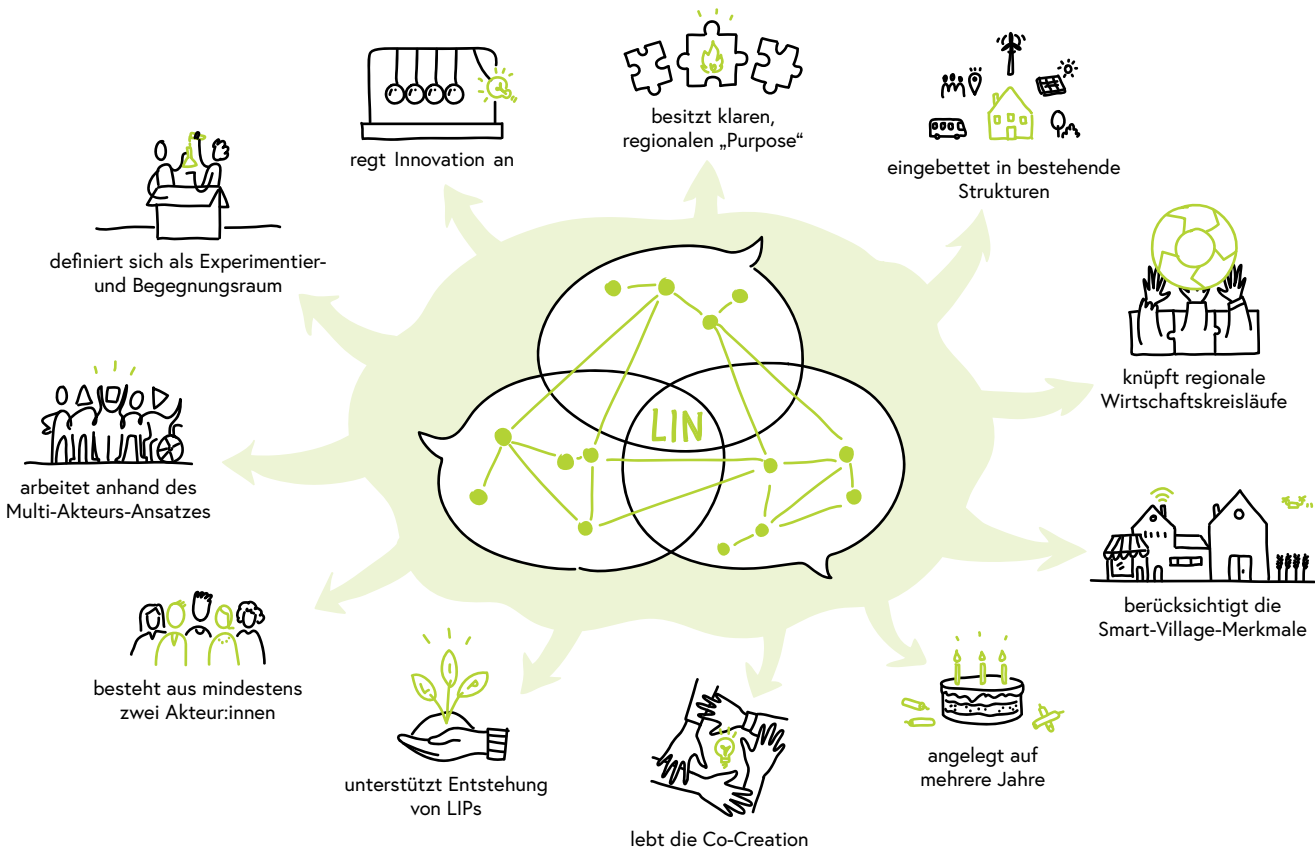 regt Innovation an
besitzt klaren,
regionalen „Purpose“
eingebettet in bestehende
Strukturen
definiert sich als Experimentier-
und Begegnungsraum
knüpft regionale
Wirtschaftskreisläufe
LIN
arbeitet anhand des
Multi-Akteurs-Ansatzes
berücksichtigt die
Smart-Village-Merkmale
besteht aus mindestens
zwei Akteur:innen
L I P
unterstützt Entstehung
von LIPs
lebt die Co-Creation
angelegt auf
mehrere Jahre